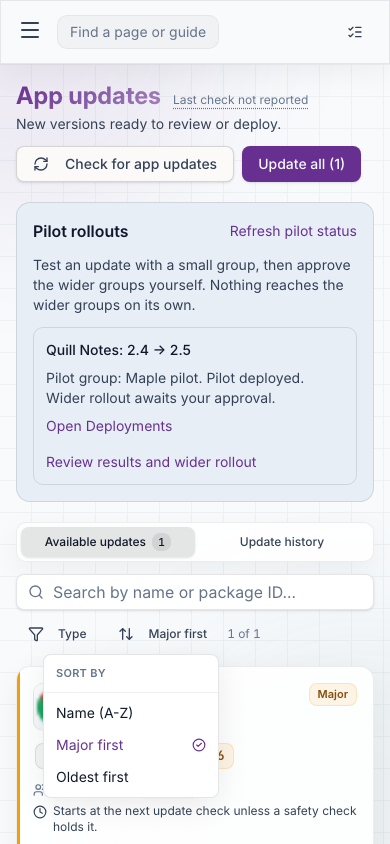 Find a page or guide
App updates
Last check not reported
New versions ready to review or deploy.
Check for app updates
Update all (1)
Pilot rollouts
Refresh pilot status
Test an update with a small group, then approve
the wider groups yourself. Nothing reaches the
wider groups on its own.
Quill Notes: 2.4 → 2.5
Pilot group: Maple pilot. Pilot deployed.
Wider rollout awaits your approval.
Open Deployments
Review results and wider rollout
Available updates 1
Update history
Search by name or package ID...
Type
Major first
1 of 1
SORT BY
Name (A-Z)
Major first
Oldest first
Major
6
Starts at the next update check unless a safety check
holds it.